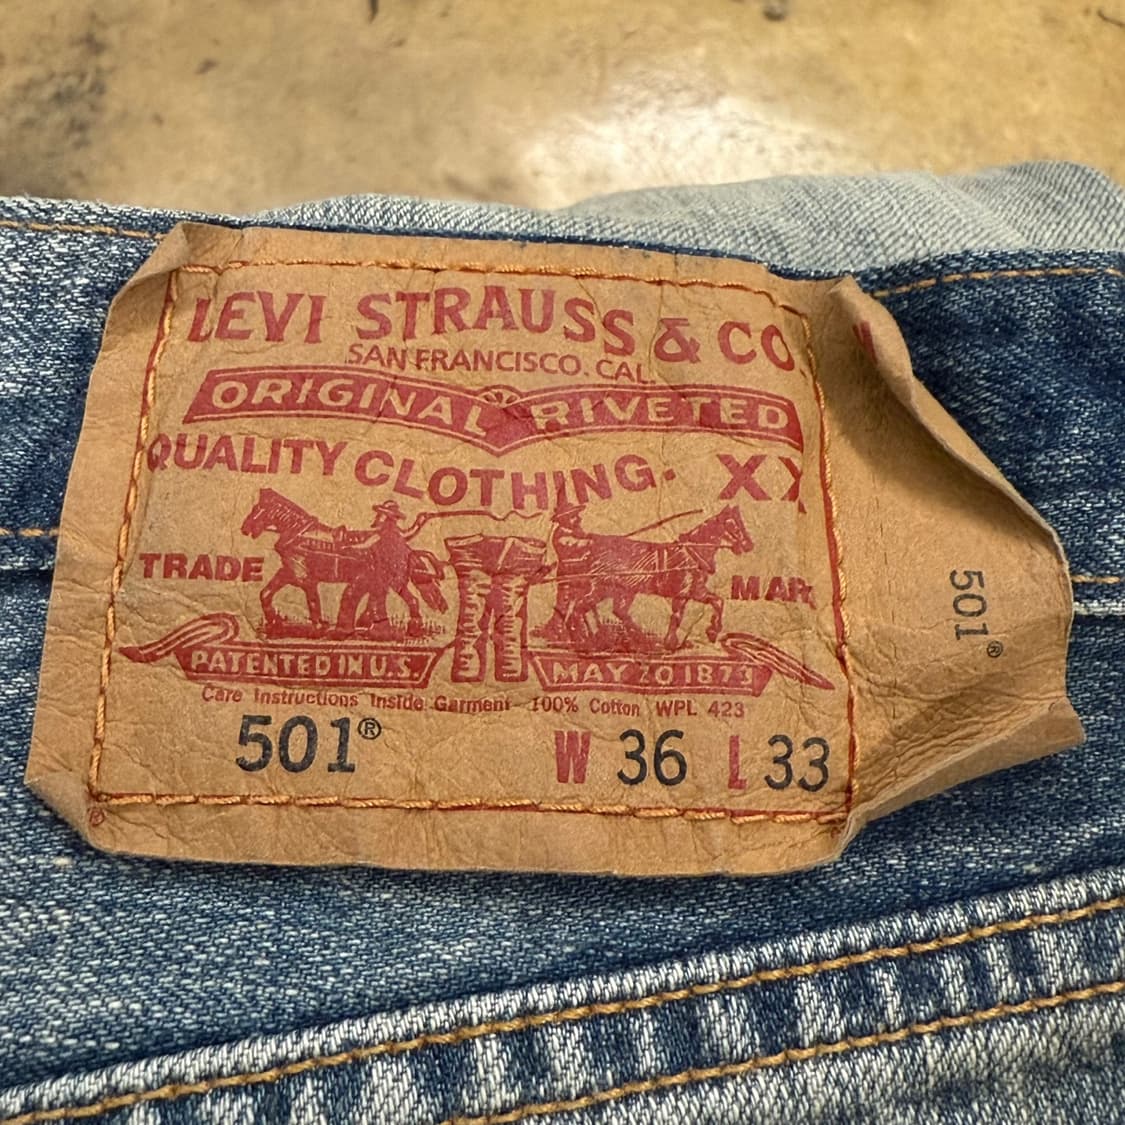 LEVI STRAUSS & CO.
SAN FRANCISCO, CAL.
ORIGINAL RIVETED
QUALITY CLOTHING. XX
TRADE MAR
PATENTED IN U.S. MAY 20 1873
Care Instructions Inside Garment 100% Cotton WPL 423
501® W 36 L 33
®
501®